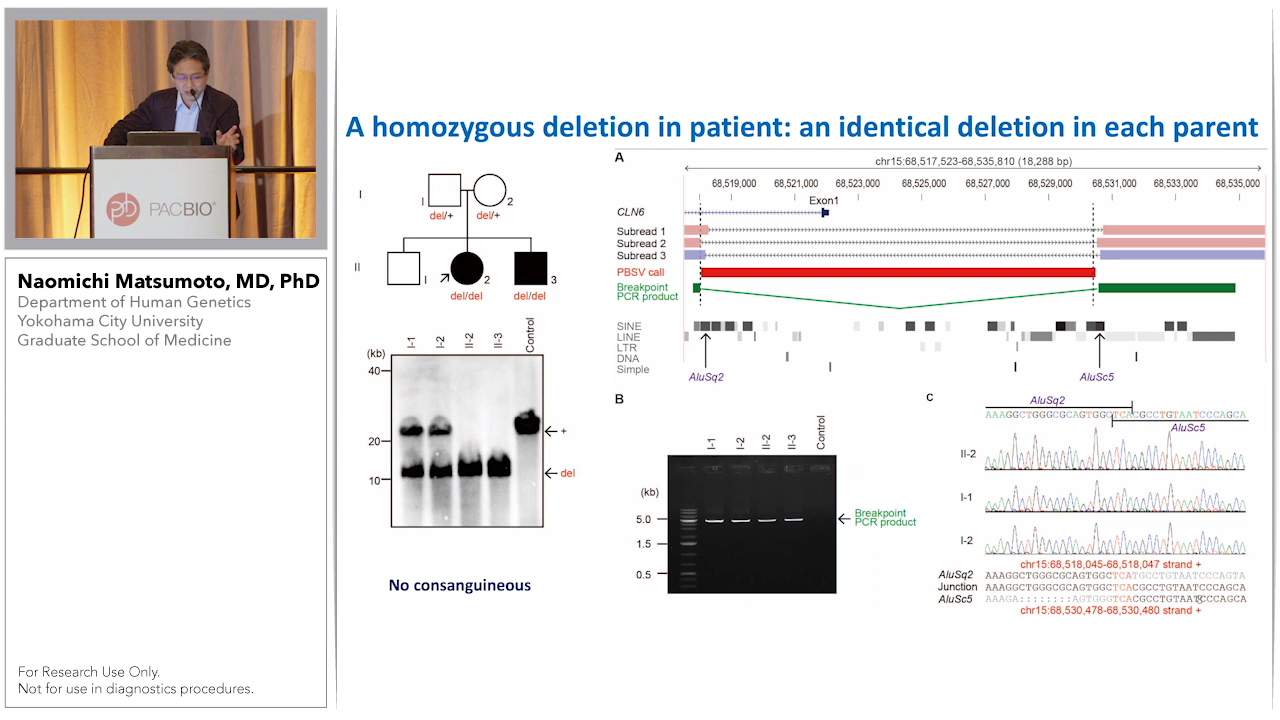 PACBIO
Naomichi Matsumoto, MD, PhD
Department of Human Genetics
Yokohama City University
Graduate School of Medicine
For Research Use Only.
Not for use in diagnostics procedures.
A homozygous deletion in patient: an identical deletion in each parent
I
1
2
del/+
del/+
II
1
2
3
del/del
del/del
I-1
I-2
II-2
II-3
Control
(kb)
40
20
10
+
del
No consanguineous
A
chr15:68,517,523-68,535,810 (18,288 bp)
68,519,000 68,521,000 68,523,000 68,525,000 68,527,000 68,529,000 68,531,000 68,533,000 68,535,000
Exon1
CLN6
Subread 1
Subread 2
Subread 3
PBSV call
Breakpoint
PCR product
SINE
LINE
LTR
DNA
Simple
AluSq2
AluSc5
B
I-1
I-2
II-2
II-3
Control
(kb)
5.0
1.5
0.5
Breakpoint
PCR product
C
AluSq2
AAAGGCTGGGCGCAGTGGCTCACGCCTGTAATCCCAGCA
AluSc5
II-2
I-1
I-2
chr15:68,518,045-68,518,047 strand +
AluSq2 AAAGGCTGGGCGCAGTGGCTCATGCCTGTAATCCCAGTA
Junction AAAGGCTGGGCGCAGTGGCTCACGCCTGTAATCCCAGCA
AluSc5 AAAGA::::::::AGTGGGTCACGCCTGTAATCCCAGCA
chr15:68,530,478-68,530,480 strand +